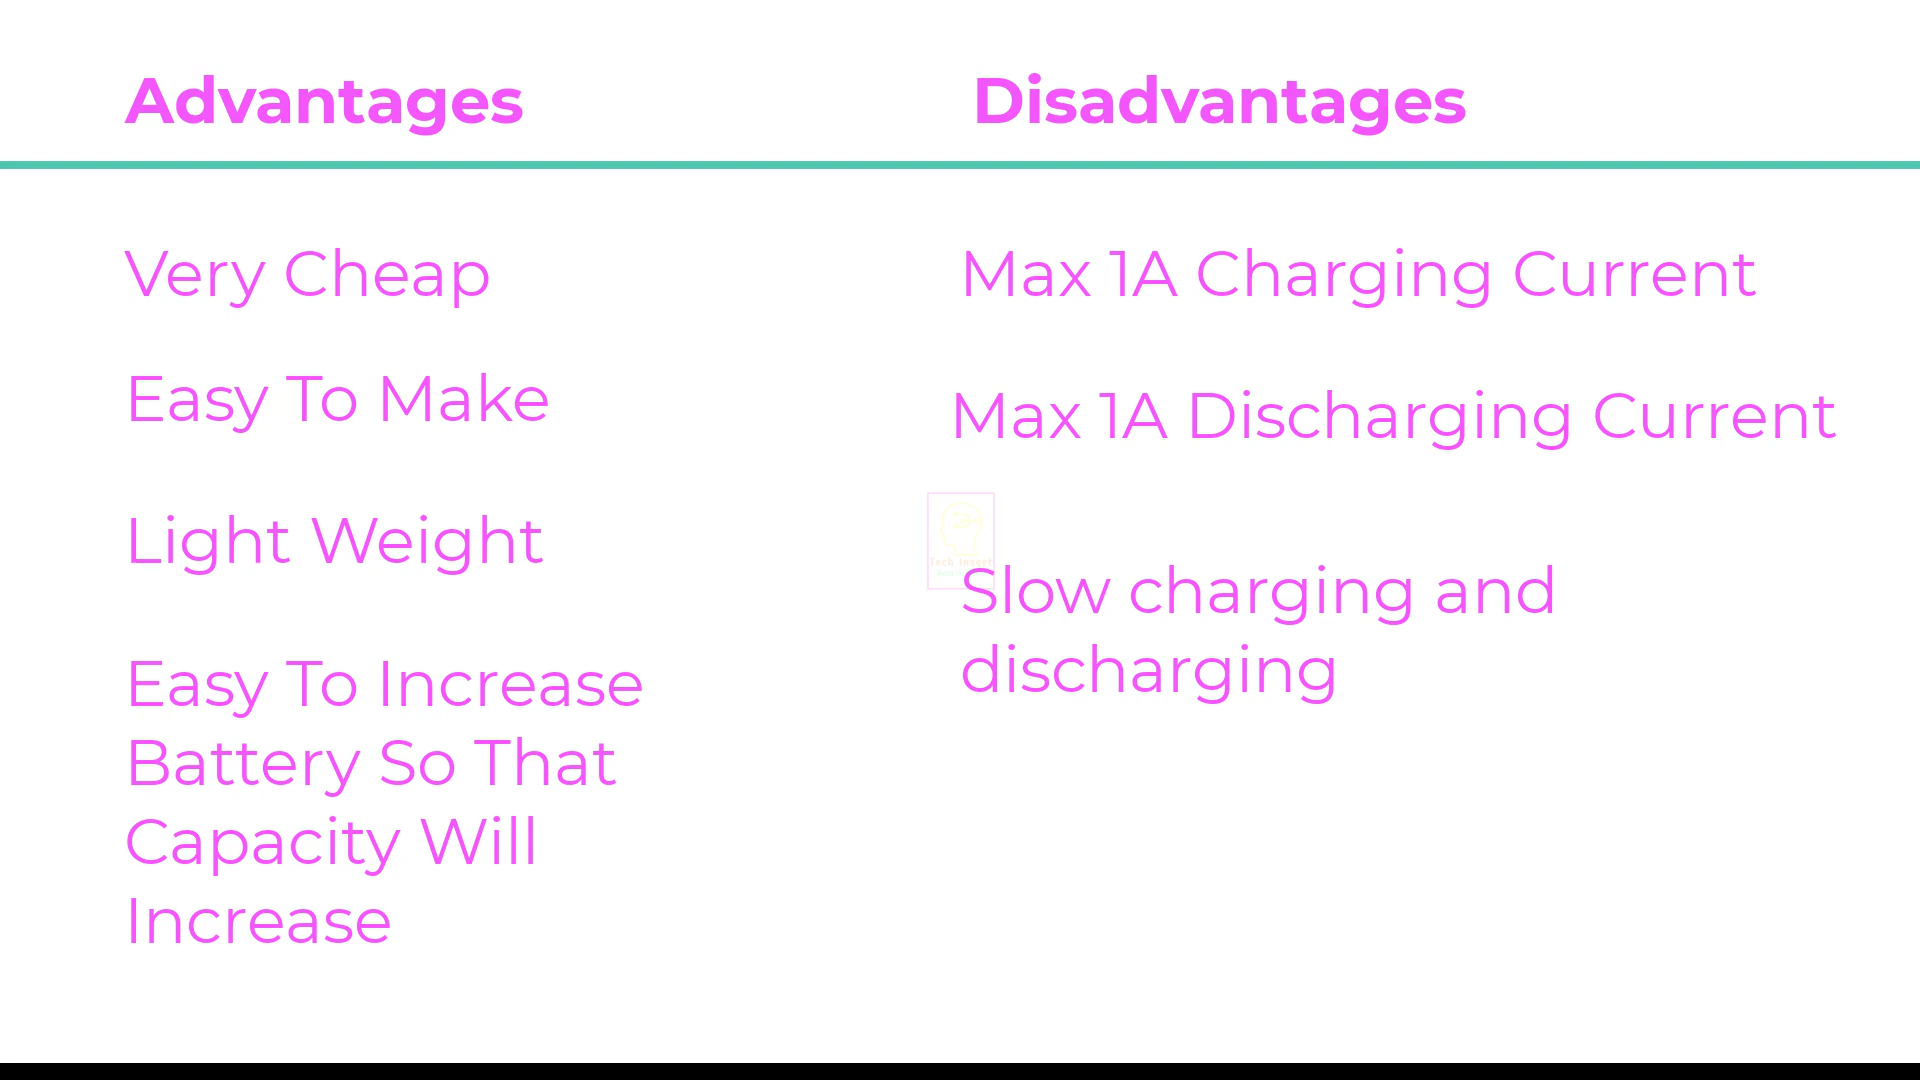 Advantages
Disadvantages
Very Cheap
Easy To Make
Light Weight
Easy To Increase
Battery So That
Capacity Will
Increase
Max 1A Charging Current
Max 1A Discharging Current
Slow charging and
discharging